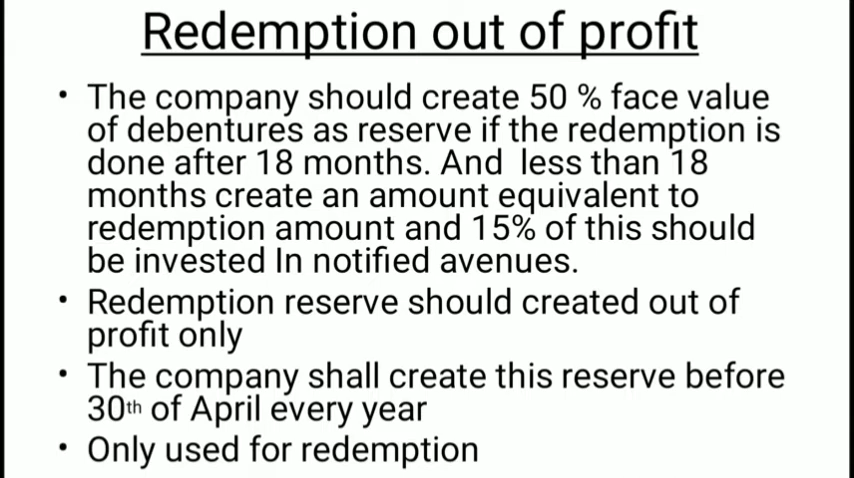 Redemption out of profit
• The company should create 50 % face value
of debentures as reserve if the redemption is
done after 18 months. And less than 18
months create an amount equivalent to
redemption amount and 15% of this should
be invested In notified avenues.
• Redemption reserve should created out of
profit only
• The company shall create this reserve before
30th of April every year
• Only used for redemption